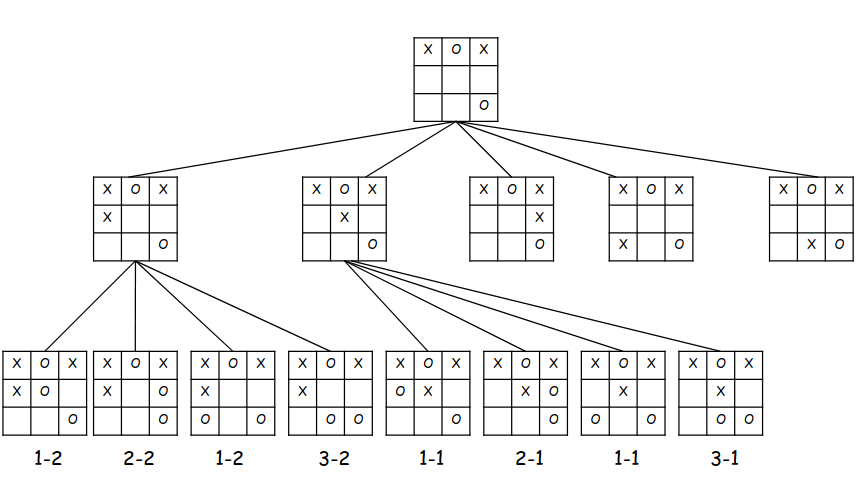 X O X
O
X O X X O X X O X X O X X O X
X X X
O O O X O X O
X O X X O X X O X X O X X O X X O X X O X X O X
X O X O X X O X X O X X
O O O O O O O O O O O O
1-2 2-2 1-2 3-2 1-1 2-1 1-1 3-1